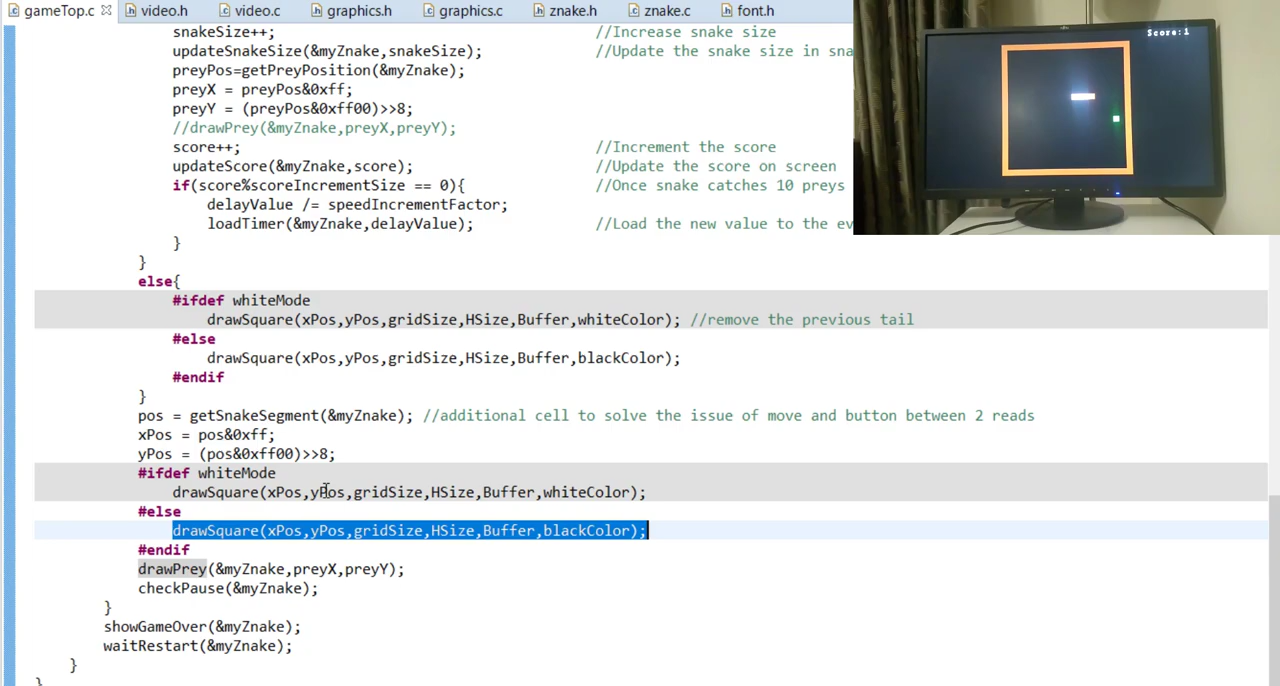 gameTop.c video.h video.c graphics.h graphics.c znake.h znake.c font.h
snakeSize++; //Increase snake size
updateSnakeSize(&myZnake,snakeSize); //Update the snake size in sna
preyPos=getPreyPosition(&myZnake);
preyX = preyPos&0xff;
preyY = (preyPos&0xff00)>>8;
//drawPrey(&myZnake,preyX,preyY);
score++; //Increment the score
updateScore(&myZnake,score); //Update the score on screen
if(score%scoreIncrementSize == 0){ //Once snake catches 10 preys
delayValue /= speedIncrementFactor;
loadTimer(&myZnake,delayValue); //Load the new value to the ev
}
}
else{
#ifdef whiteMode
drawSquare(xPos,yPos,gridSize,HSize,Buffer,whiteColor); //remove the previous tail
#else
drawSquare(xPos,yPos,gridSize,HSize,Buffer,blackColor);
#endif
}
pos = getSnakeSegment(&myZnake); //additional cell to solve the issue of move and button between 2 reads
xPos = pos&0xff;
yPos = (pos&0xff00)>>8;
#ifdef whiteMode
drawSquare(xPos,yPos,gridSize,HSize,Buffer,whiteColor);
#else
drawSquare(xPos,yPos,gridSize,HSize,Buffer,blackColor);
#endif
drawPrey(&myZnake,preyX,preyY);
checkPause(&myZnake);
}
showGameOver(&myZnake);
waitRestart(&myZnake);
}
}
Score:1